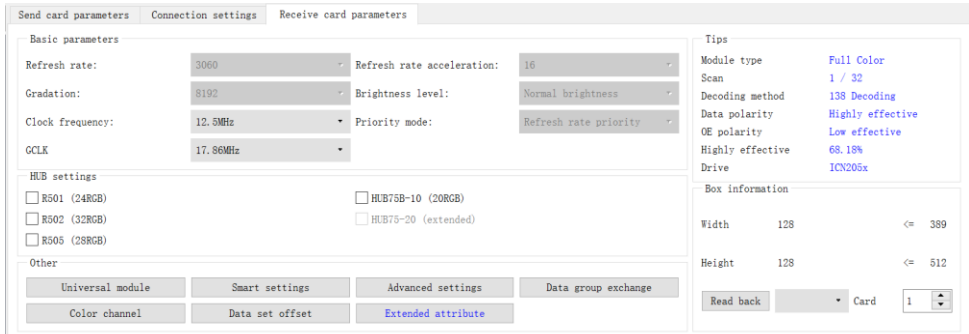 Send card parameters Connection settings Receive card parameters
Basic parameters
Refresh rate: 3060 Refresh rate acceleration: 16
Gradation: 8192 Brightness level: Normal brightness
Clock frequency: 12.5MHz Priority mode: Refresh rate priority
GCLK 17.86MHz
HUB settings
R501 (24RGB) HUB75B-10 (20RGB)
R502 (32RGB) HUB75-20 (extended)
R505 (28RGB)
Other
Universal module Smart settings Advanced settings Data group exchange
Color channel Data set offset Extended attribute
Tips
Module type Full Color
Scan 1 / 32
Decoding method 138 Decoding
Data polarity Highly effective
OE polarity Low effective
Highly effective 68.18%
Drive ICN205x
Box information
Width 128 <= 389
Height 128 <= 512
Read back Card 1